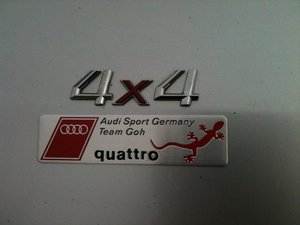 4x4
Audi Sport Germany
Team Goh
quattro